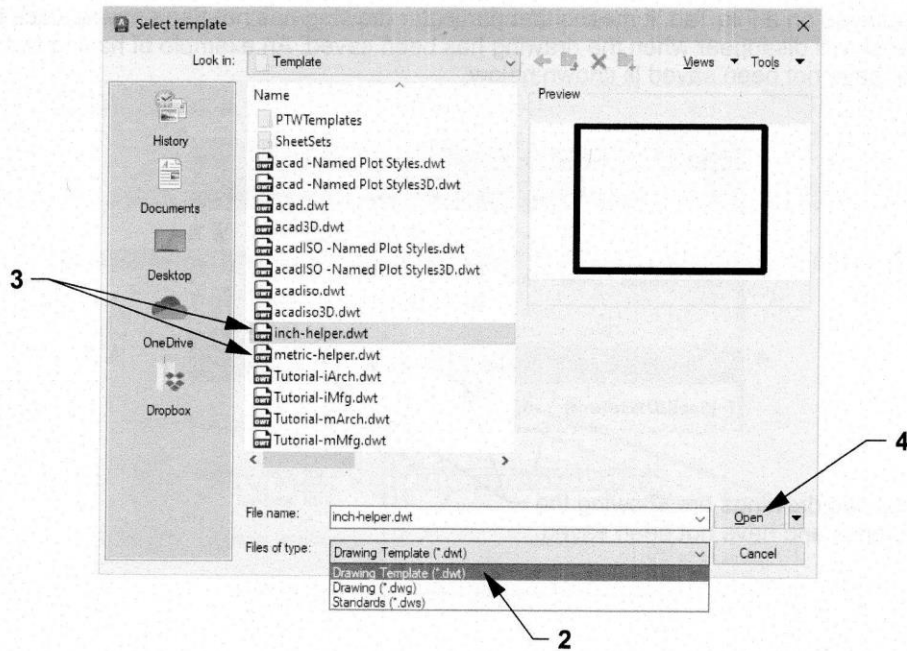 Select template
Look in:
Template
Views
Tools
History
Documents
Desktop
OneDrive
Dropbox
Name
PTWTemplates
SheetSets
acad -Named Plot Styles.dwt
acad -Named Plot Styles3D.dwt
acad.dwt
acad3D.dwt
acadISO -Named Plot Styles.dwt
acadISO -Named Plot Styles3D.dwt
acadiso.dwt
acadiso3D.dwt
inch-helper.dwt
metric-helper.dwt
Tutorial-iArch.dwt
Tutorial-iMfg.dwt
Tutorial-mArch.dwt
Tutorial-mMfg.dwt
Preview
3
4
File name:
inch-helper.dwt
Open
Files of type:
Drawing Template (*.dwt)
Cancel
Drawing Template (*.dwt)
Drawing (*.dwg)
Standards (*.dws)
2